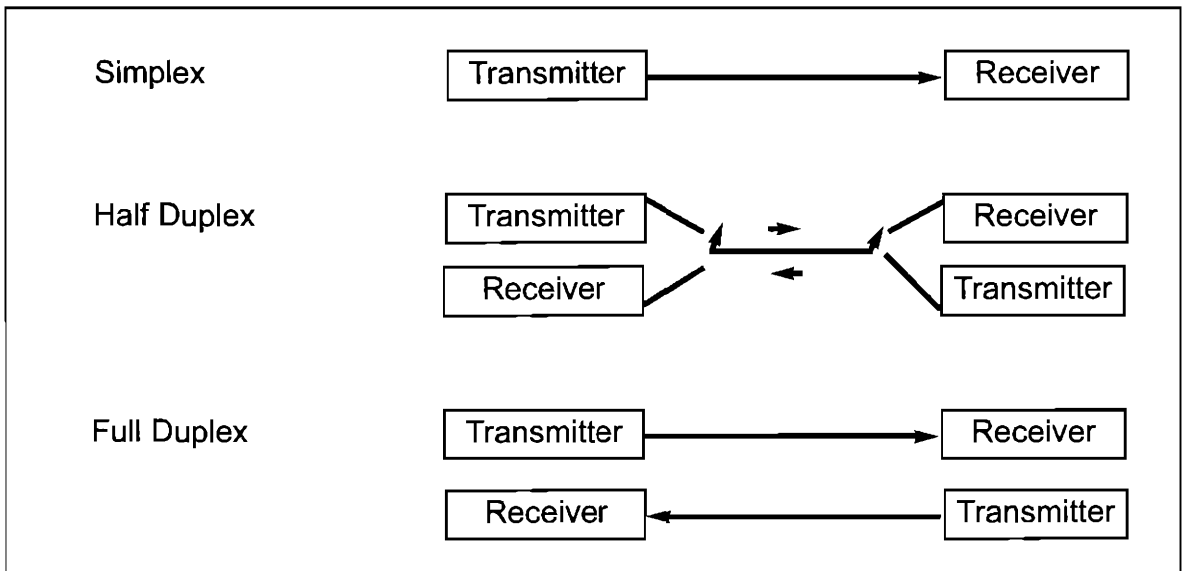 Simplex Transmitter Receiver
Half Duplex Transmitter Receiver
Receiver Transmitter
Full Duplex Transmitter Receiver
Receiver Transmitter